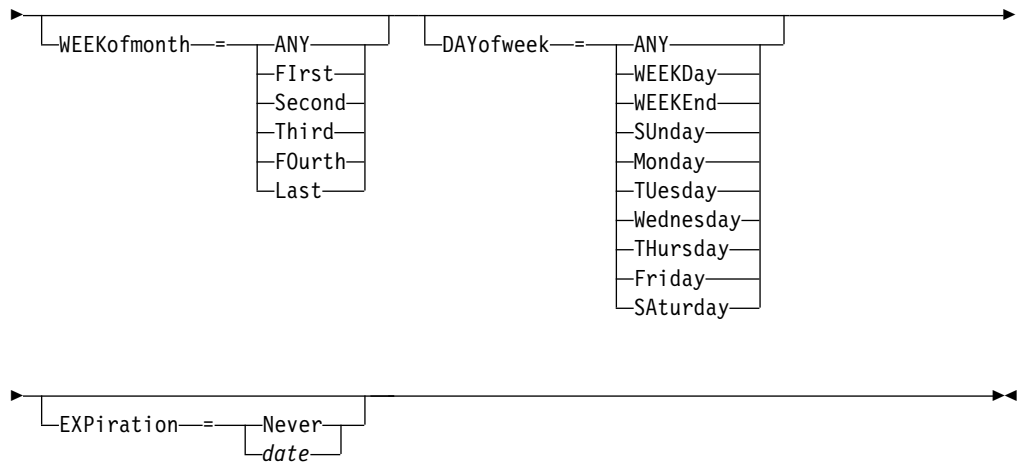 WEEKofmonth = ANY DAYofweek = ANY
FIrst WEEKDay
Second WEEKEnd
Third SUnday
FOurth Monday
Last TUesday
Wednesday
THursday
Friday
SAturday
EXPiration = Never
date